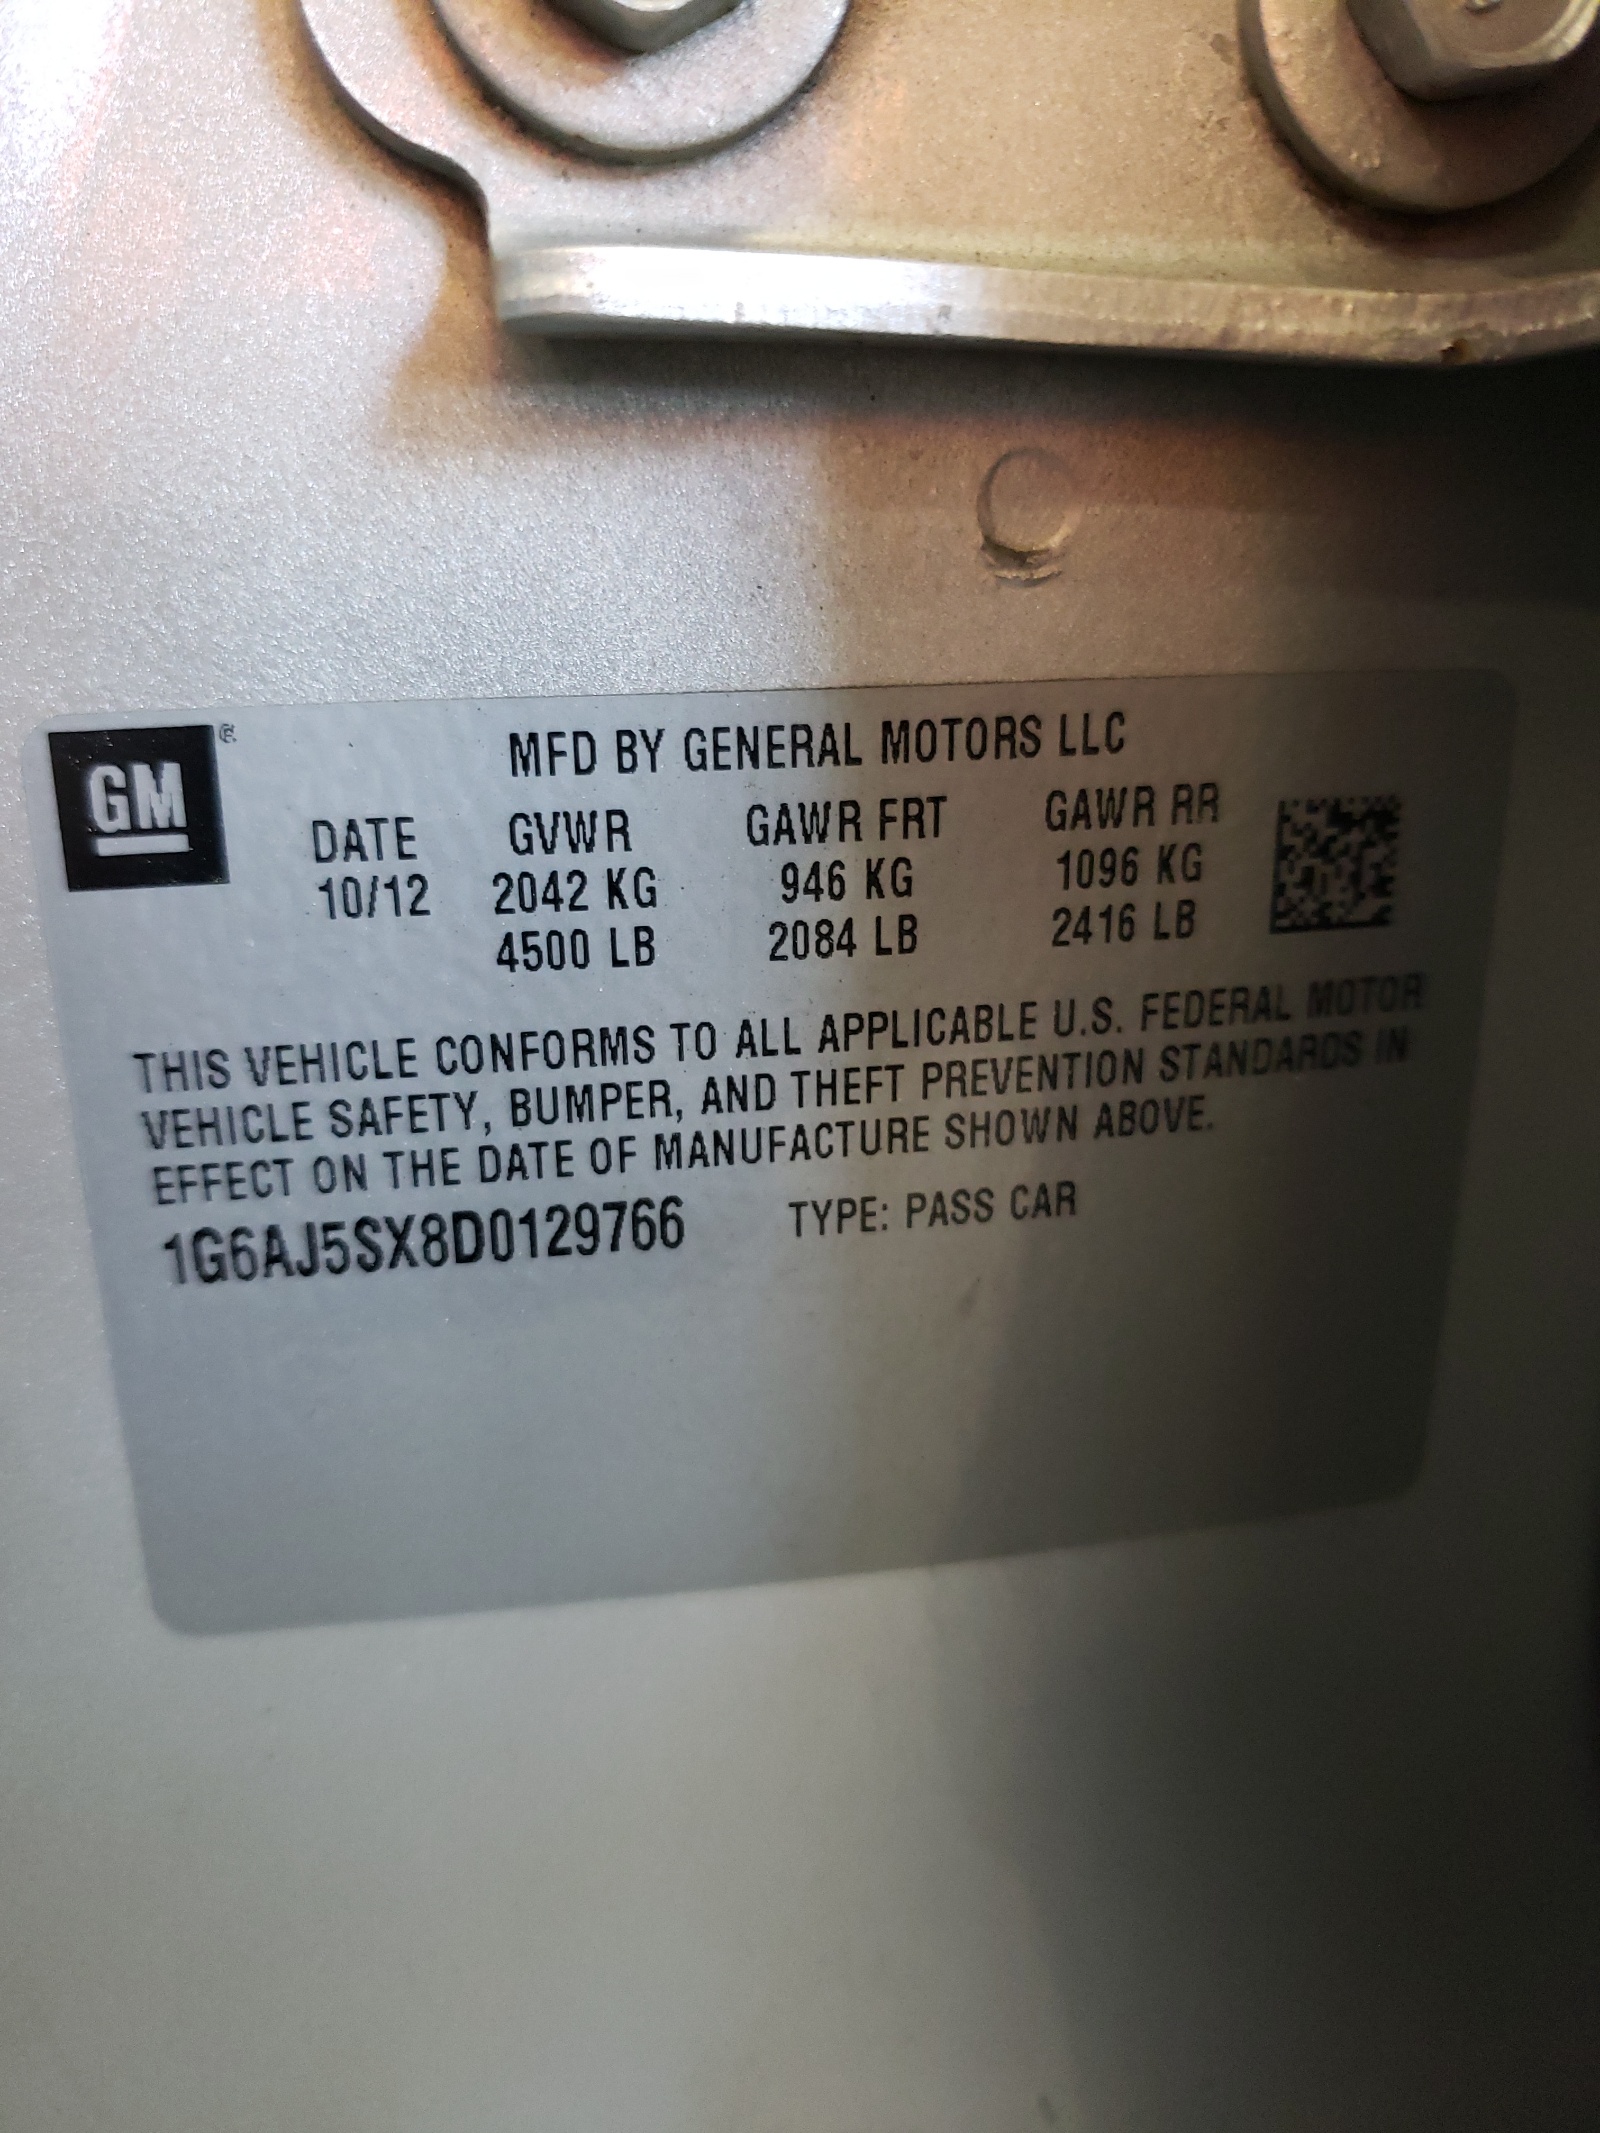 GM ®
MFD BY GENERAL MOTORS LLC
DATE GVWR GAWR FRT GAWR RR
10/12 2042 KG 946 KG 1096 KG
4500 LB 2084 LB 2416 LB
THIS VEHICLE CONFORMS TO ALL APPLICABLE U.S. FEDERAL MOTOR
VEHICLE SAFETY, BUMPER, AND THEFT PREVENTION STANDARDS IN
EFFECT ON THE DATE OF MANUFACTURE SHOWN ABOVE.
1G6AJ5SX8D0129766 TYPE: PASS CAR